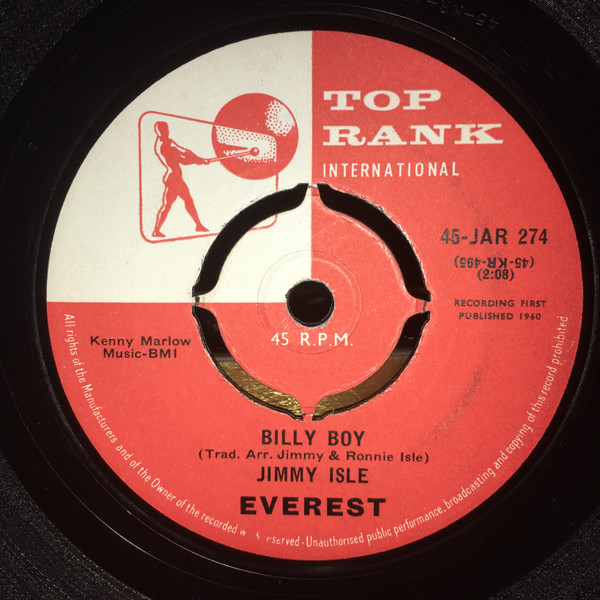 TOP
RANK
INTERNATIONAL
45-JAR 274
(45-KR-495)
(2:08)
RECORDING FIRST
PUBLISHED 1960
Kenny Marlow
Music-BMI
45 R.P.M.
BILLY BOY
(Trad. Arr. Jimmy & Ronnie Isle)
JIMMY ISLE
EVEREST
All rights of the Manufacturers and of the Owner of the recorded reserved · Unauthorised public performance, broadcasting and copying of this record prohibited